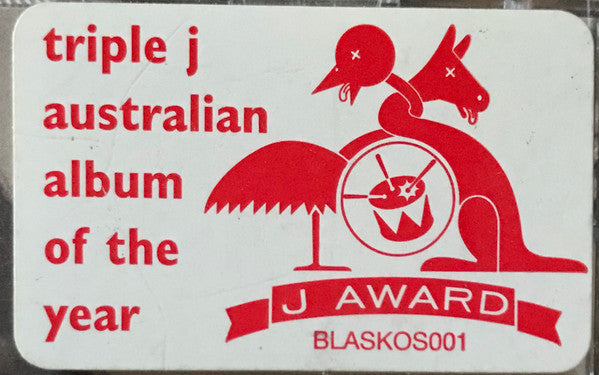 triple j
australian
album
of the
year
J AWARD
BLASKOS001